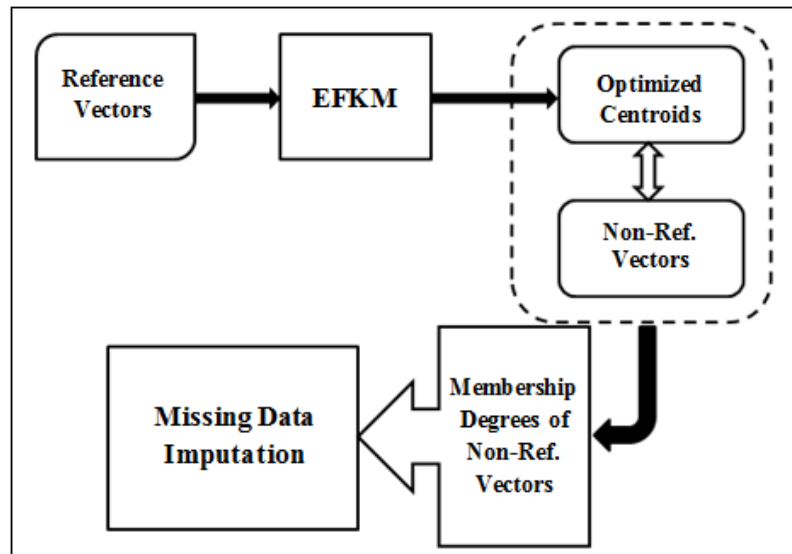 Reference
Vectors
EFKM
Optimized
Centroids
Non-Ref.
Vectors
Membership
Degrees of
Non-Ref.
Vectors
Missing Data
Imputation